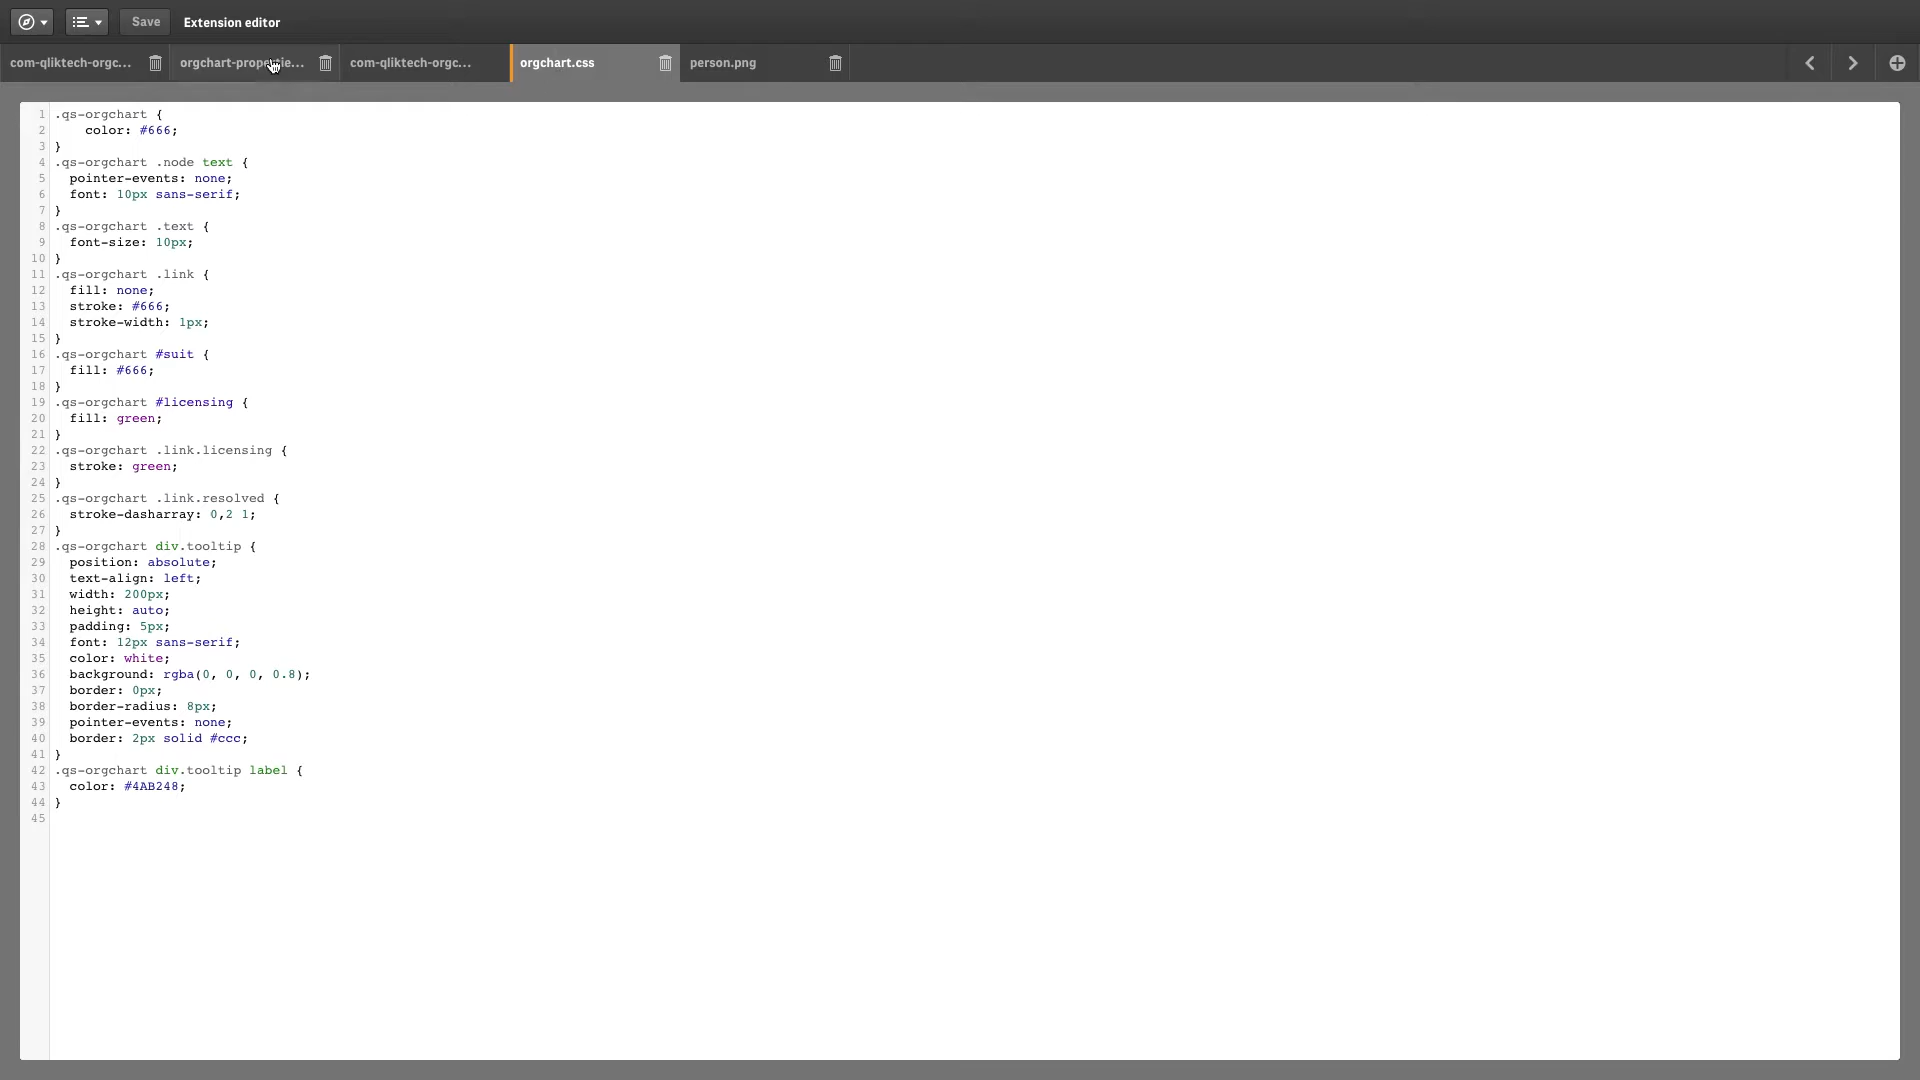 Save Extension editor
com-qliktech-orgc... orgchart-propertie... com-qliktech-orgc... orgchart.css person.png
1 .qs-orgchart {
2     color: #666;
3 }
4 .qs-orgchart .node text {
5   pointer-events: none;
6   font: 10px sans-serif;
7 }
8 .qs-orgchart .text {
9   font-size: 10px;
10 }
11 .qs-orgchart .link {
12   fill: none;
13   stroke: #666;
14   stroke-width: 1px;
15 }
16 .qs-orgchart #suit {
17   fill: #666;
18 }
19 .qs-orgchart #licensing {
20   fill: green;
21 }
22 .qs-orgchart .link.licensing {
23   stroke: green;
24 }
25 .qs-orgchart .link.resolved {
26   stroke-dasharray: 0,2 1;
27 }
28 .qs-orgchart div.tooltip {
29   position: absolute;
30   text-align: left;
31   width: 200px;
32   height: auto;
33   padding: 5px;
34   font: 12px sans-serif;
35   color: white;
36   background: rgba(0, 0, 0, 0.8);
37   border: 0px;
38   border-radius: 8px;
39   pointer-events: none;
40   border: 2px solid #ccc;
41 }
42 .qs-orgchart div.tooltip label {
43   color: #4AB248;
44 }
45